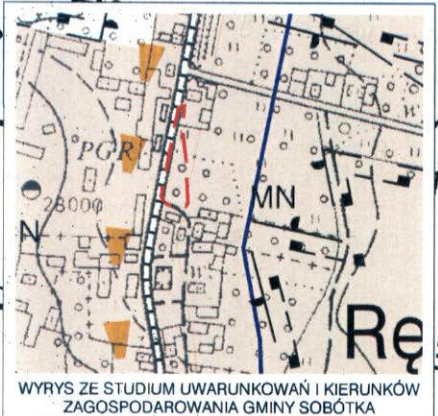 PGR
28000
MN
N
Rę
WYRYS ZE STUDIUM UWARUNKOWAŃ I KIERUNKÓW
ZAGOSPODAROWANIA GMINY SOBÓTKA